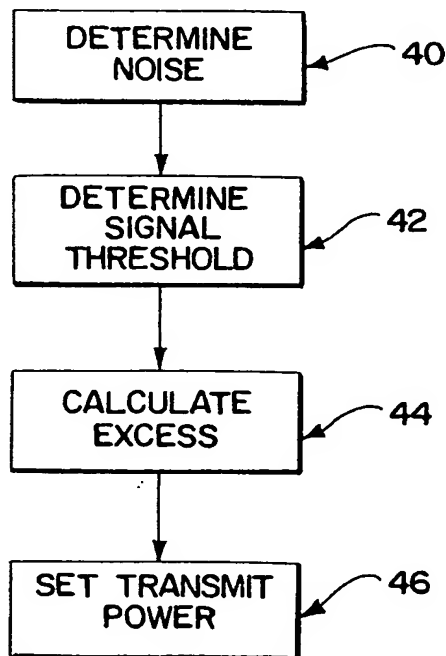 DETERMINE
NOISE
40
DETERMINE
SIGNAL
THRESHOLD
42
CALCULATE
EXCESS
44
SET TRANSMIT
POWER
46